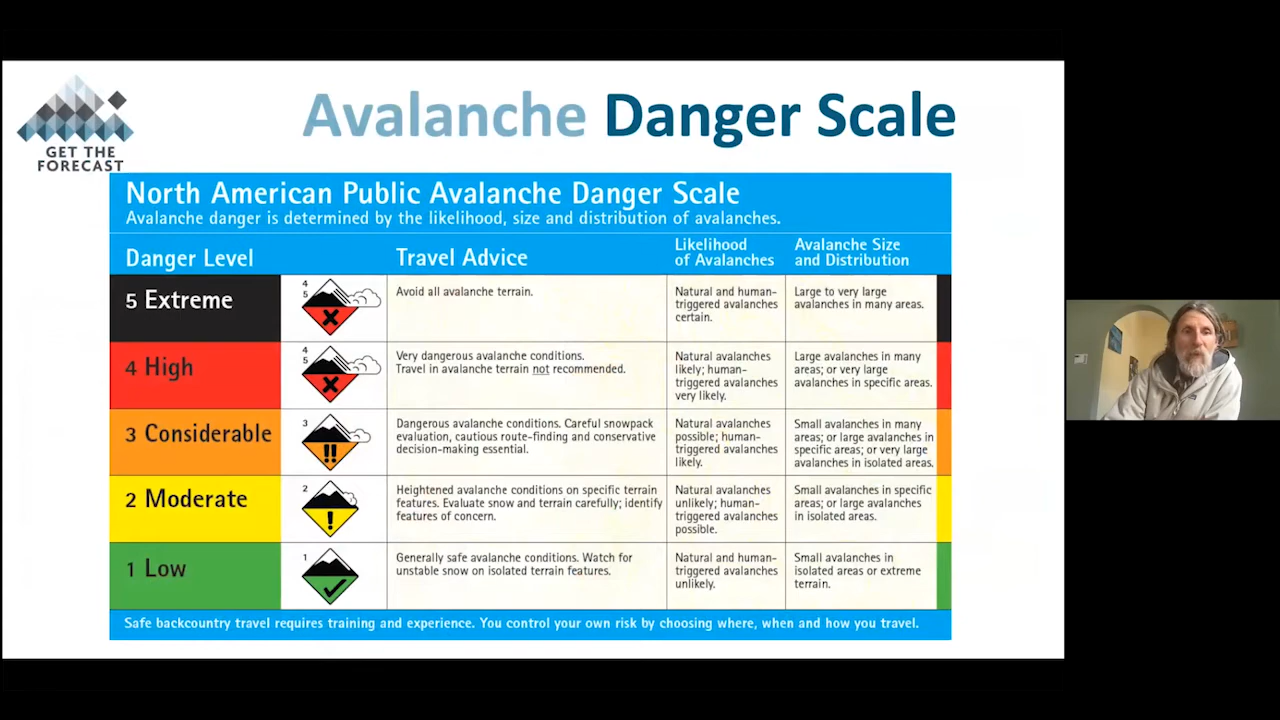 Avalanche Danger Scale
GET THE
FORECAST
North American Public Avalanche Danger Scale
Avalanche danger is determined by the likelihood, size and distribution of avalanches.
Danger Level
Travel Advice
Likelihood
of Avalanches
Avalanche Size
and Distribution
5 Extreme
4
5
Avoid all avalanche terrain.
Natural and human-
triggered avalanches
certain.
Large to very large
avalanches in many areas.
4 High
4
5
Very dangerous avalanche conditions.
Travel in avalanche terrain not recommended.
Natural avalanches
likely; human-
triggered avalanches
very likely.
Large avalanches in many
areas; or very large
avalanches in specific areas.
3 Considerable
3
!!
Dangerous avalanche conditions. Careful snowpack
evaluation, cautious route-finding and conservative
decision-making essential.
Natural avalanches
possible; human-
triggered avalanches
likely.
Small avalanches in many
areas; or large avalanches in
specific areas; or very large
avalanches in isolated areas.
2 Moderate
2
!
Heightened avalanche conditions on specific terrain
features. Evaluate snow and terrain carefully; identify
features of concern.
Natural avalanches
unlikely; human-
triggered avalanches
possible.
Small avalanches in specific
areas; or large avalanches
in isolated areas.
1 Low
1
Generally safe avalanche conditions. Watch for
unstable snow on isolated terrain features.
Natural and human-
triggered avalanches
unlikely.
Small avalanches in
isolated areas or extreme
terrain.
Safe backcountry travel requires training and experience. You control your own risk by choosing where, when and how you travel.